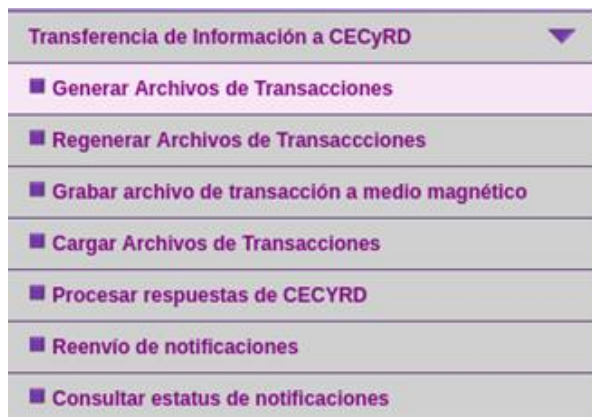 Transferencia de Información a CECyRD
Generar Archivos de Transacciones
Regenerar Archivos de Transaccciones
Grabar archivo de transacción a medio magnético
Cargar Archivos de Transacciones
Procesar respuestas de CECYRD
Reenvío de notificaciones
Consultar estatus de notificaciones